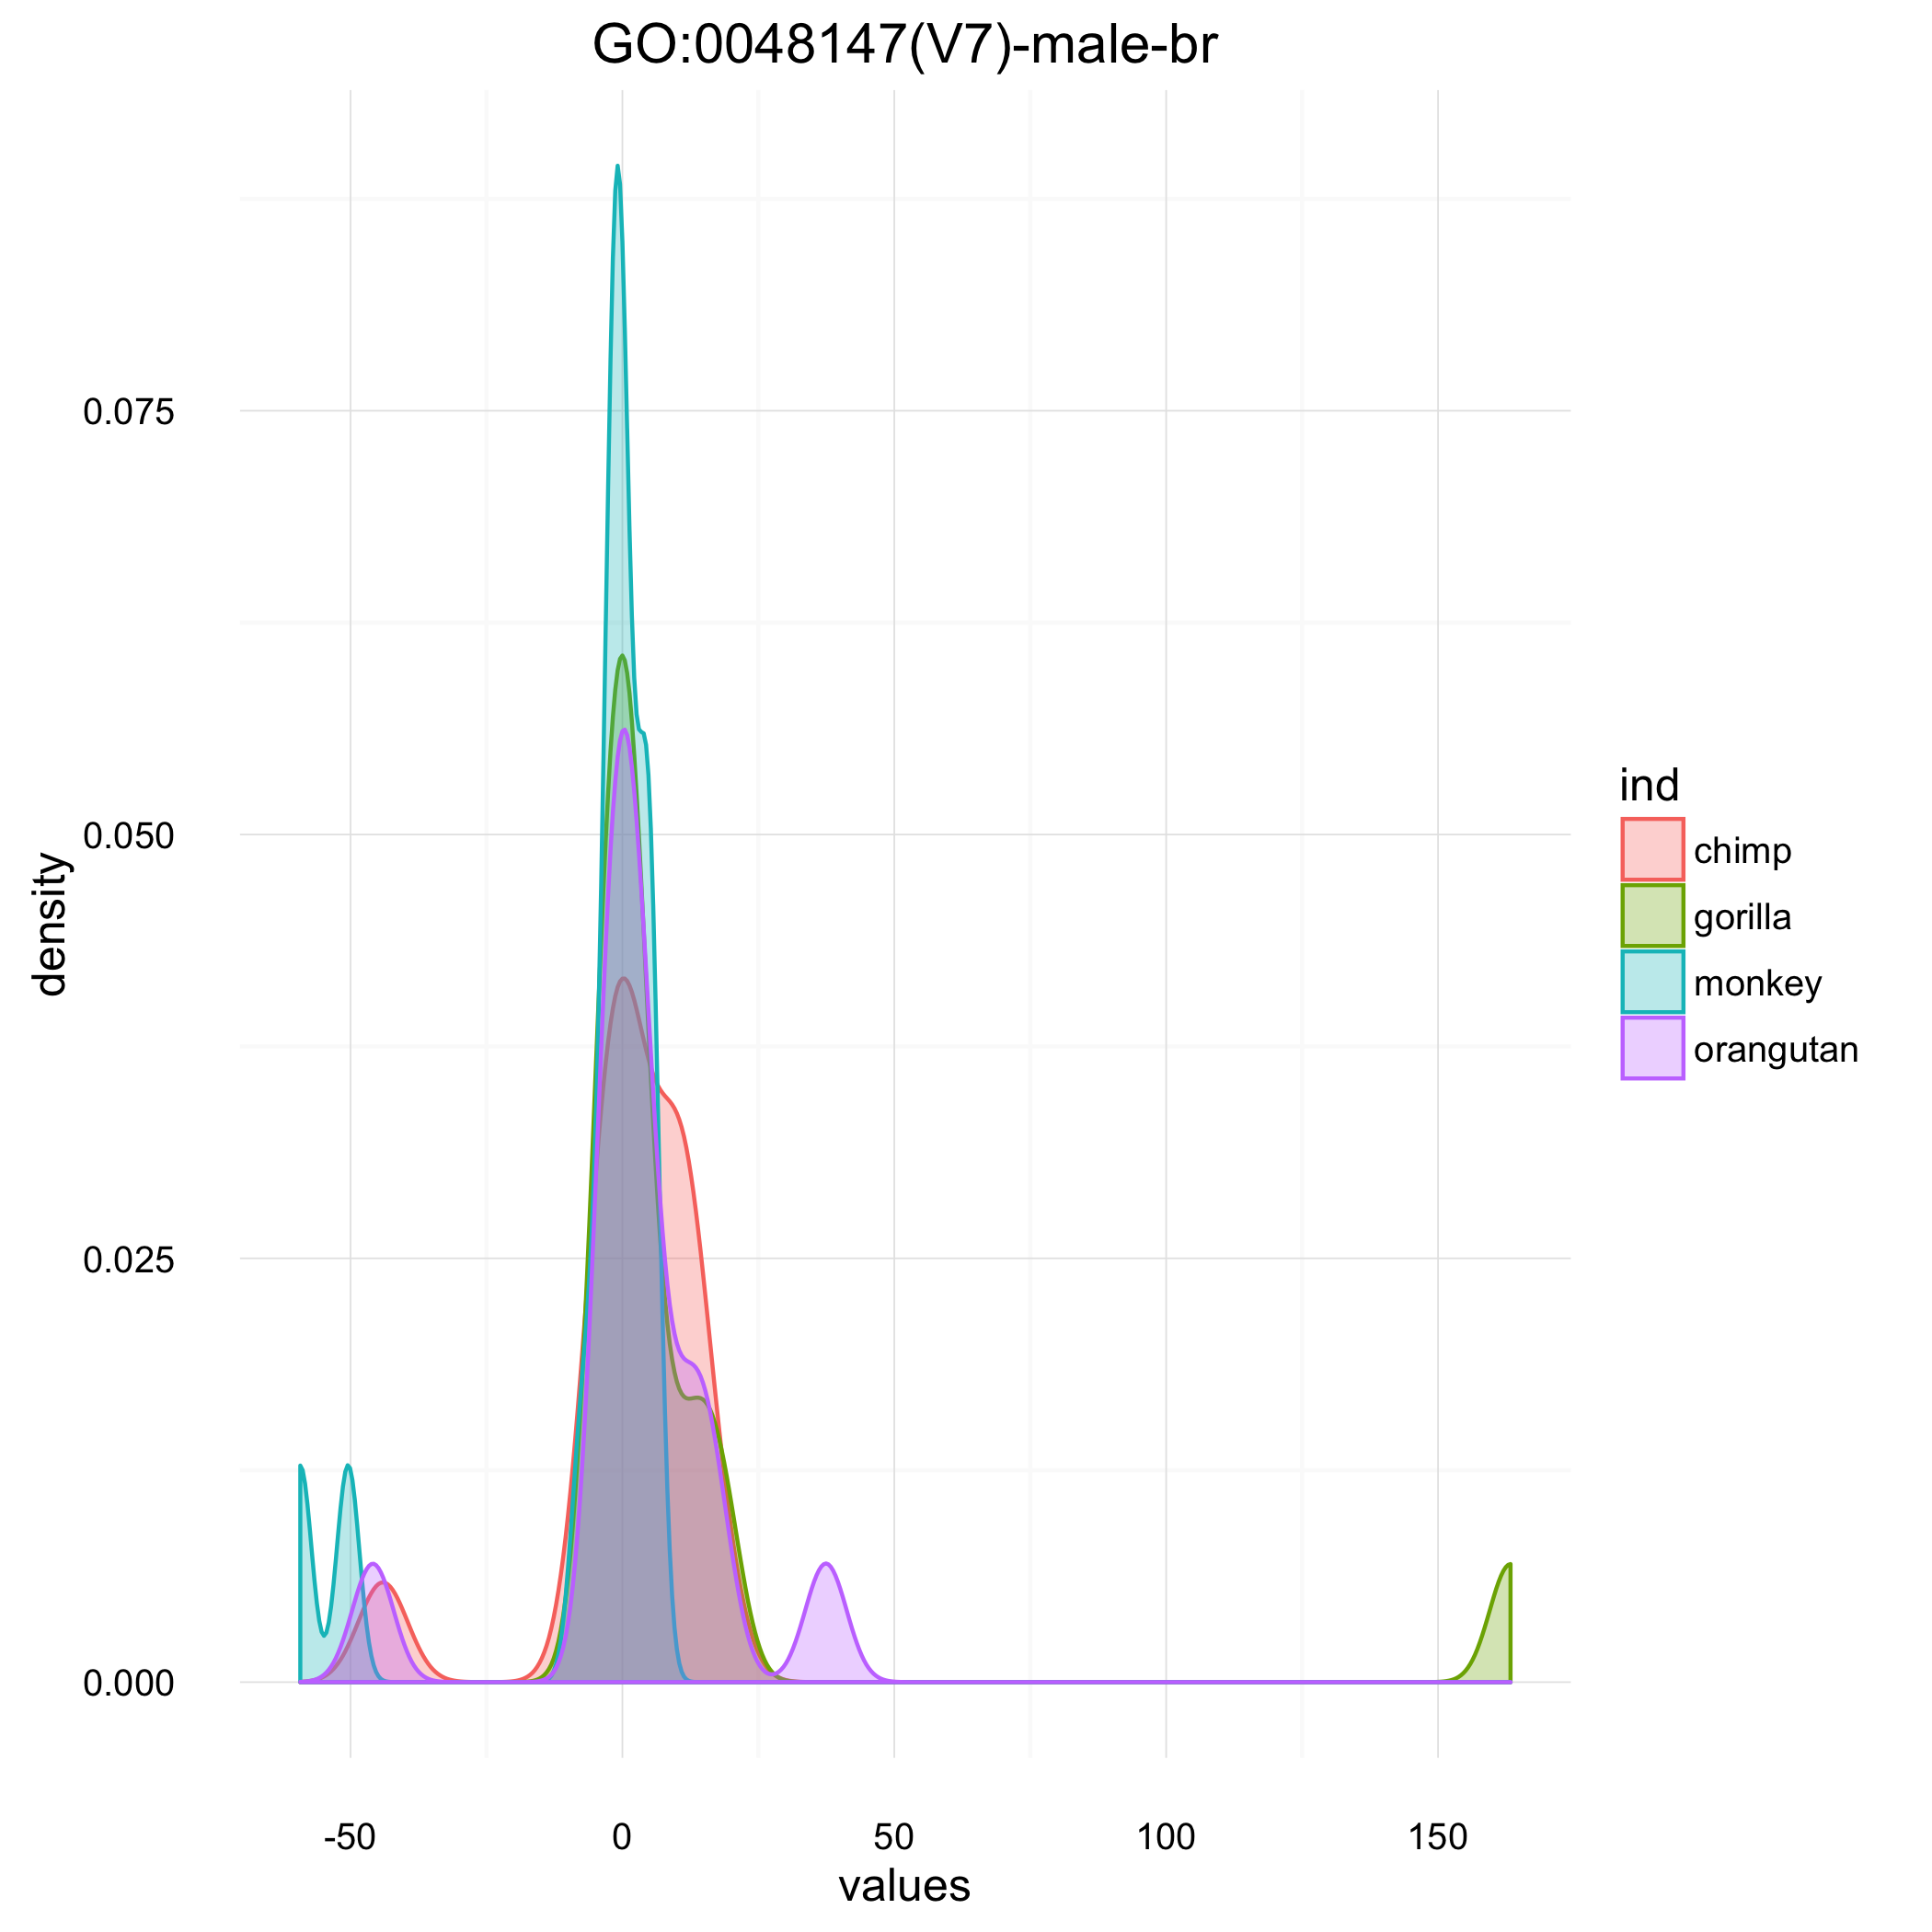 GO:0048147(V7)-male-br
0.075
0.050
0.025
0.000
density
-50
0
50
100
150
values
ind
chimp
gorilla
monkey
orangutan